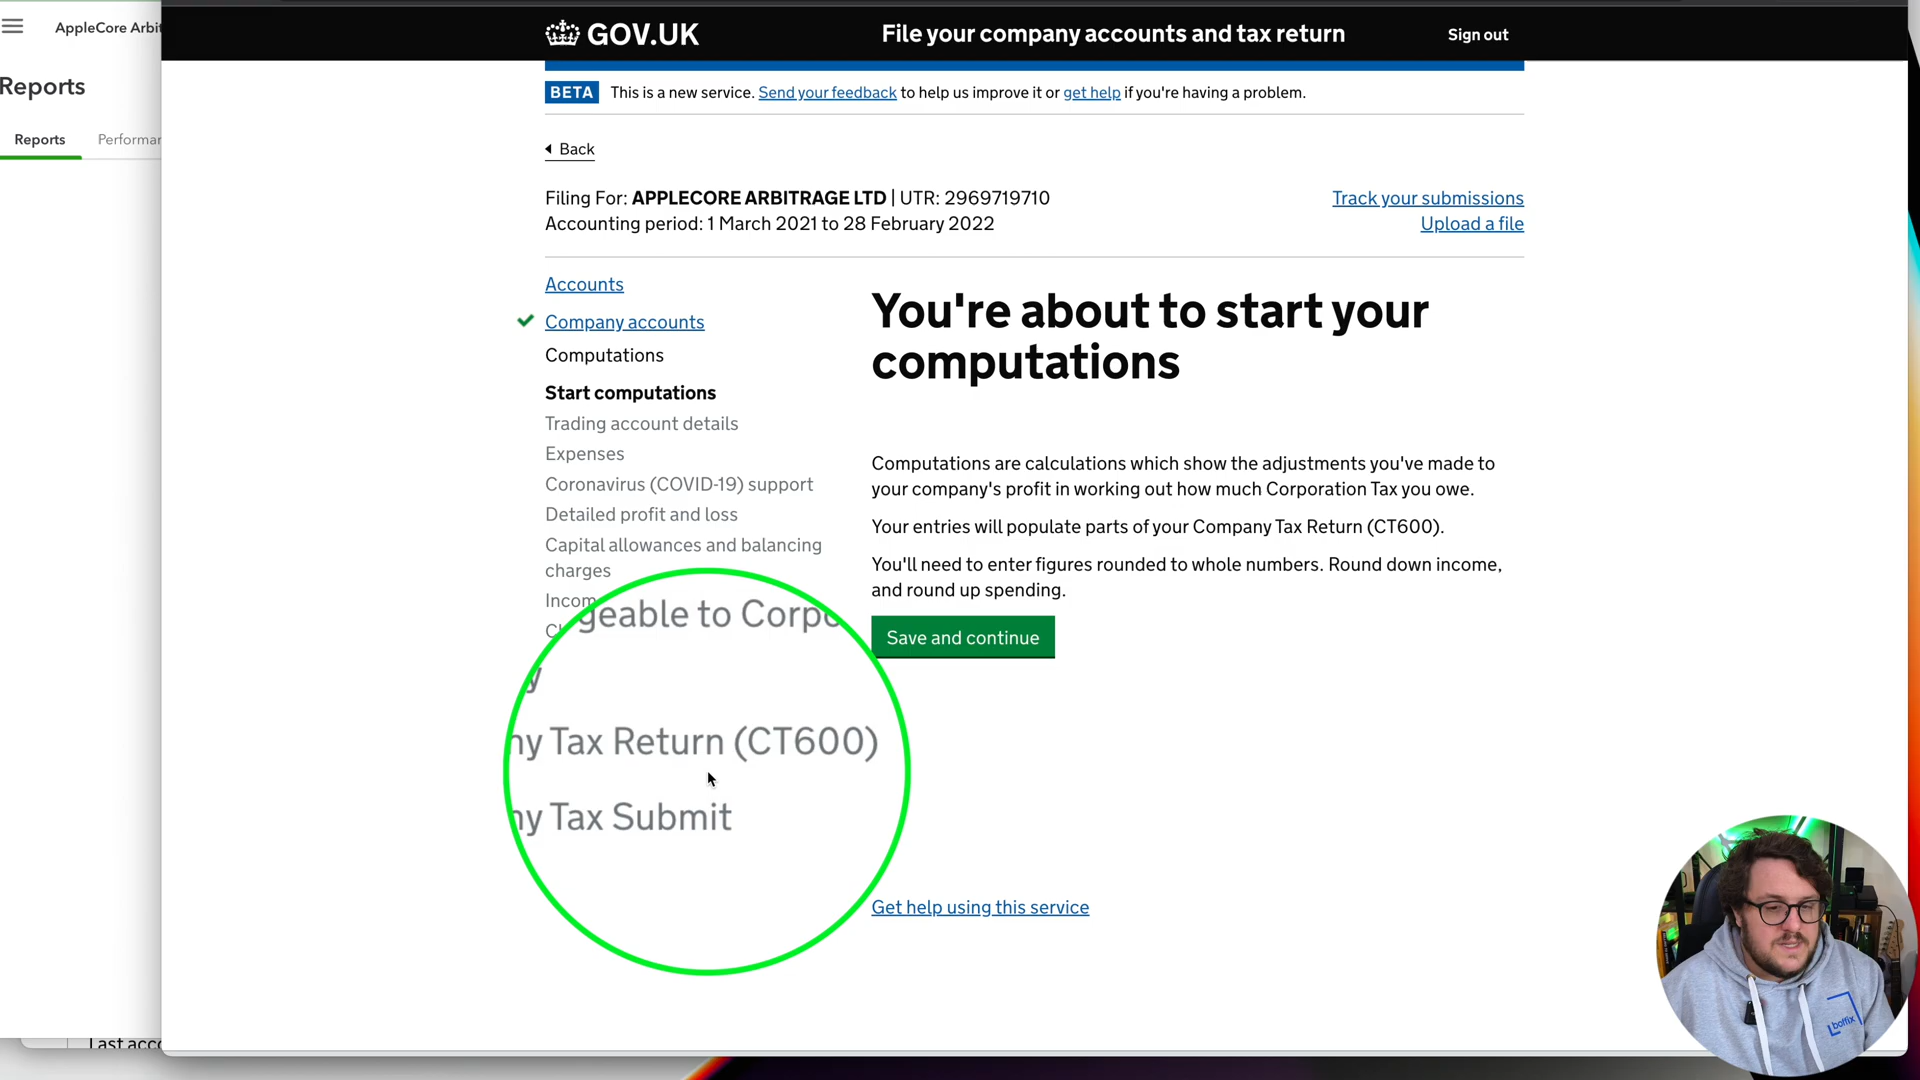 AppleCore Arbit
Reports
Reports
Performan
Last acco
GOV.UK
File your company accounts and tax return
Sign out
BETA
This is a new service. Send your feedback to help us improve it or get help if you're having a problem.
Back
Filing For: APPLECORE ARBITRAGE LTD | UTR: 2969719710
Accounting period: 1 March 2021 to 28 February 2022
Track your submissions
Upload a file
Accounts
Company accounts
Computations
Start computations
Trading account details
Expenses
Coronavirus (COVID-19) support
Detailed profit and loss
Capital allowances and balancing
charges
Incom
geable to Corpo
y
ny Tax Return (CT600)
ny Tax Submit
You're about to start your
computations
Computations are calculations which show the adjustments you've made to
your company's profit in working out how much Corporation Tax you owe.
Your entries will populate parts of your Company Tax Return (CT600).
You'll need to enter figures rounded to whole numbers. Round down income,
and round up spending.
Save and continue
Get help using this service